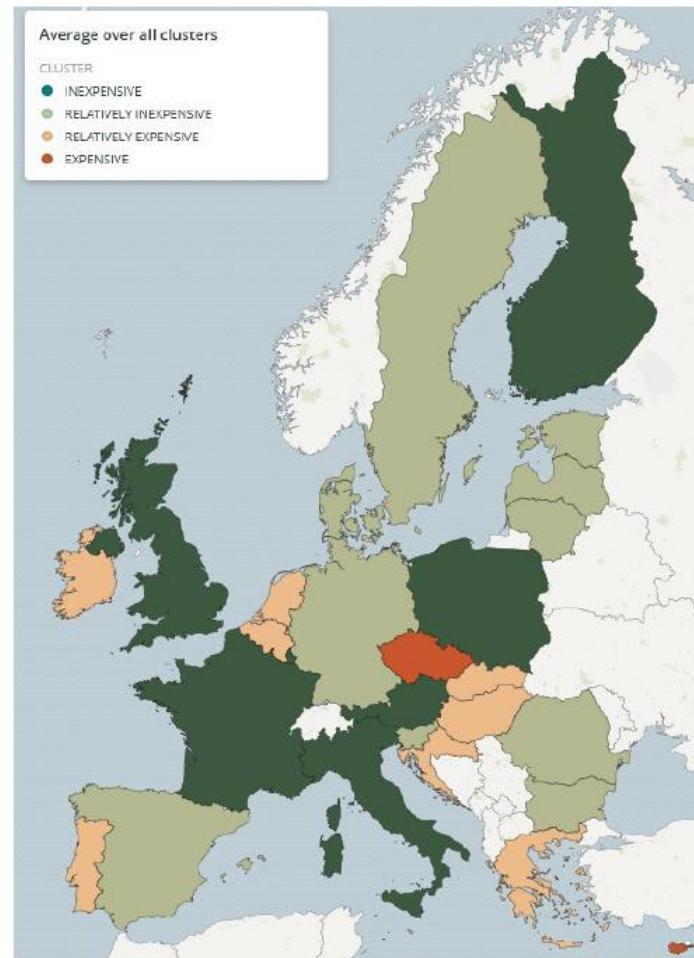 Average over all clusters
CLUSTER
INEXPENSIVE
RELATIVELY INEXPENSIVE
RELATIVELY EXPENSIVE
EXPENSIVE